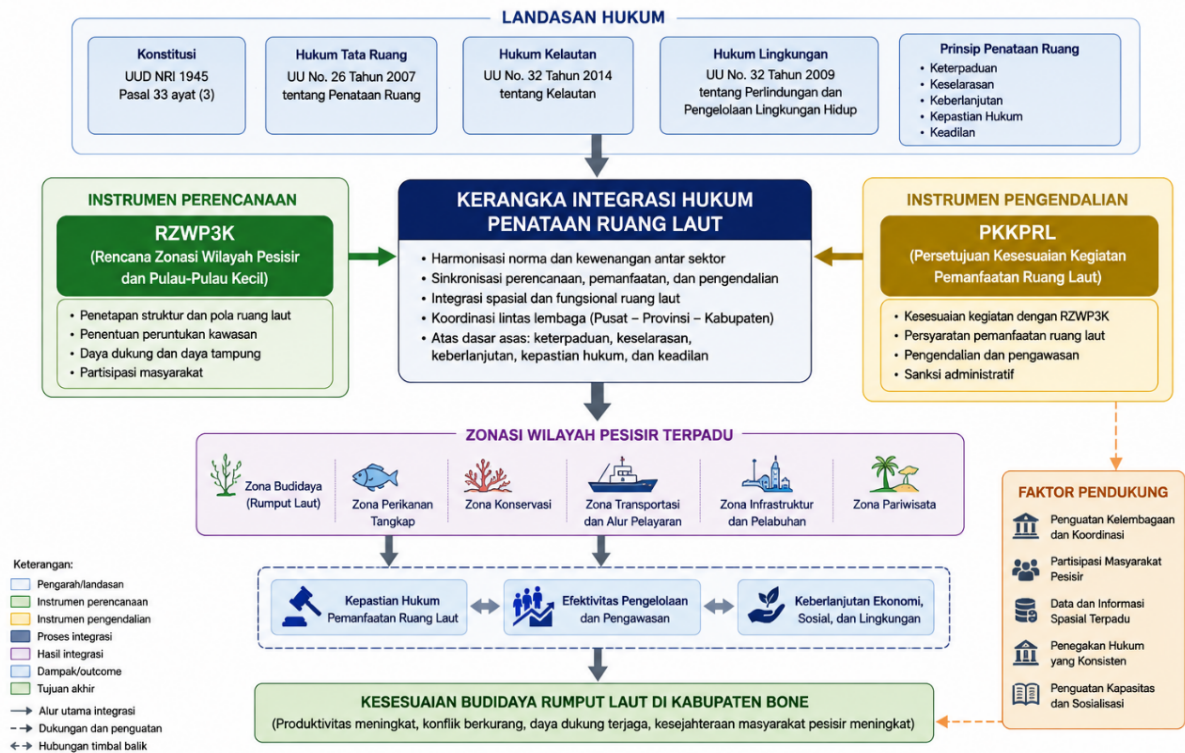 LANDASAN HUKUM
Konstitusi
UUD NRI 1945
Pasal 33 ayat (3)
Hukum Tata Ruang
UU No. 26 Tahun 2007
tentang Penataan Ruang
Hukum Kelautan
UU No. 32 Tahun 2014
tentang Kelautan
Hukum Lingkungan
UU No. 32 Tahun 2009
tentang Perlindungan dan
Pengelolaan Lingkungan Hidup
Prinsip Penataan Ruang
• Keterpaduan
• Keselarasan
• Keberlanjutan
• Kepastian Hukum
• Keadilan
INSTRUMEN PERENCANAAN
RZWP3K
(Rencana Zonasi Wilayah Pesisir
dan Pulau-Pulau Kecil)
• Penetapan struktur dan pola ruang laut
• Penentuan peruntukan kawasan
• Daya dukung dan daya tampung
• Partisipasi masyarakat
KERANGKA INTEGRASI HUKUM
PENATAAN RUANG LAUT
• Harmonisasi norma dan kewenangan antar sektor
• Sinkronisasi perencanaan, pemanfaatan, dan pengendalian
• Integrasi spasial dan fungsional ruang laut
• Koordinasi lintas lembaga (Pusat – Provinsi – Kabupaten)
• Atas dasar asas: keterpaduan, keselarasan,
keberlanjutan, kepastian hukum, dan keadilan
INSTRUMEN PENGENDALIAN
PKKPRL
(Persetujuan Kesesuaian Kegiatan
Pemanfaatan Ruang Laut)
• Kesesuaian kegiatan dengan RZWP3K
• Persyaratan pemanfaatan ruang laut
• Pengendalian dan pengawasan
• Sanksi administratif
ZONASI WILAYAH PESISIR TERPADU
Zona Budidaya
(Rumput Laut)
Zona Perikanan
Tangkap
Zona Konservasi
Zona Transportasi
dan Alur Pelayaran
Zona Infrastruktur
dan Pelabuhan
Zona Pariwisata
FAKTOR PENDUKUNG
Penguatan Kelembagaan
dan Koordinasi
Partisipasi Masyarakat
Pesisir
Data dan Informasi
Spasial Terpadu
Penegakan Hukum
yang Konsisten
Penguatan Kapasitas
dan Sosialisasi
Kepastian Hukum
Pemanfaatan Ruang Laut
Efektivitas Pengelolaan
dan Pengawasan
Keberlanjutan Ekonomi,
Sosial, dan Lingkungan
KESESUAIAN BUDIDAYA RUMPUT LAUT DI KABUPATEN BONE
(Produktivitas meningkat, konflik berkurang, daya dukung terjaga, kesejahteraan masyarakat pesisir meningkat)
Keterangan:
Pengarah/landasan
Instrumen perencanaan
Instrumen pengendalian
Proses integrasi
Hasil integrasi
Dampak/outcome
Tujuan akhir
Alur utama integrasi
Dukungan dan penguatan
Hubungan timbal balik